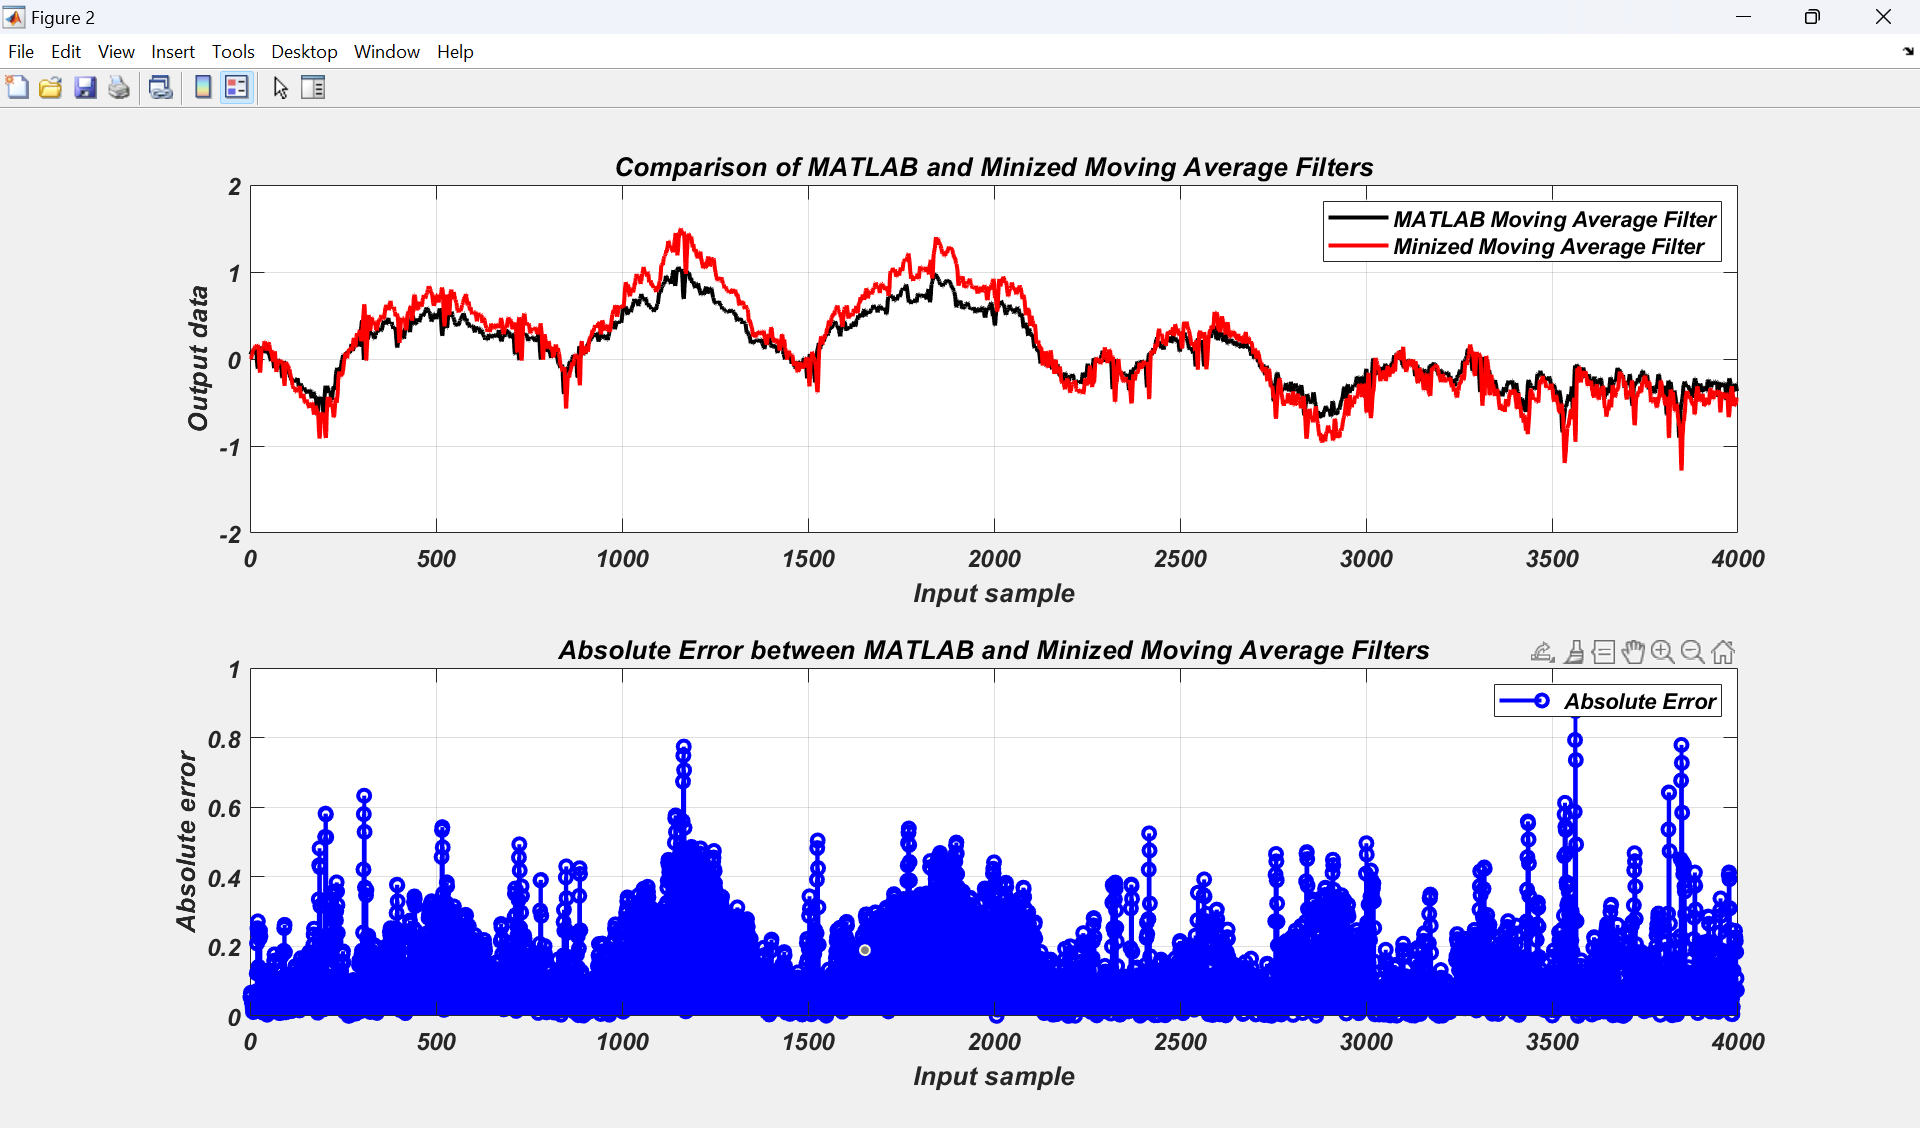 Figure 2
File Edit View Insert Tools Desktop Window Help
Comparison of MATLAB and Minized Moving Average Filters
MATLAB Moving Average Filter
Minized Moving Average Filter
2
1
0
-1
-2
Output data
0 500 1000 1500 2000 2500 3000 3500 4000
Input sample
Absolute Error between MATLAB and Minized Moving Average Filters
Absolute Error
1
0.8
0.6
0.4
0.2
0
Absolute error
0 500 1000 1500 2000 2500 3000 3500 4000
Input sample